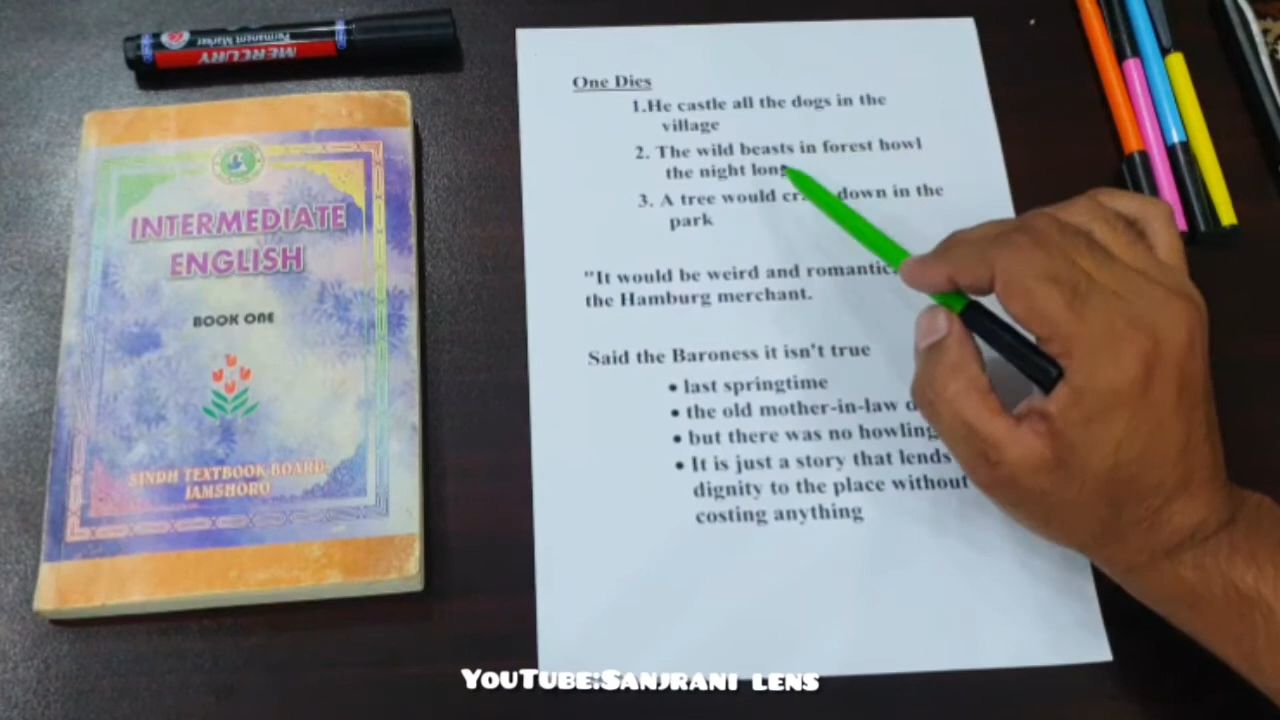 MERCURY
Permanent Marker
INTERMEDIATE
ENGLISH
BOOK ONE
SINDH TEXTBOOK BOARD
JAMSHORO
One Dies
1.He castle all the dogs in the
village
2. The wild beasts in forest howl
the night long
3. A tree would down in the
park
"It would be weird and romantic.
the Hamburg merchant.
Said the Baroness it isn't true
• last springtime
• the old mother-in-law
• but there was no howling
• It is just a story that lends
dignity to the place without
costing anything
YouTube:Sanjrani lens